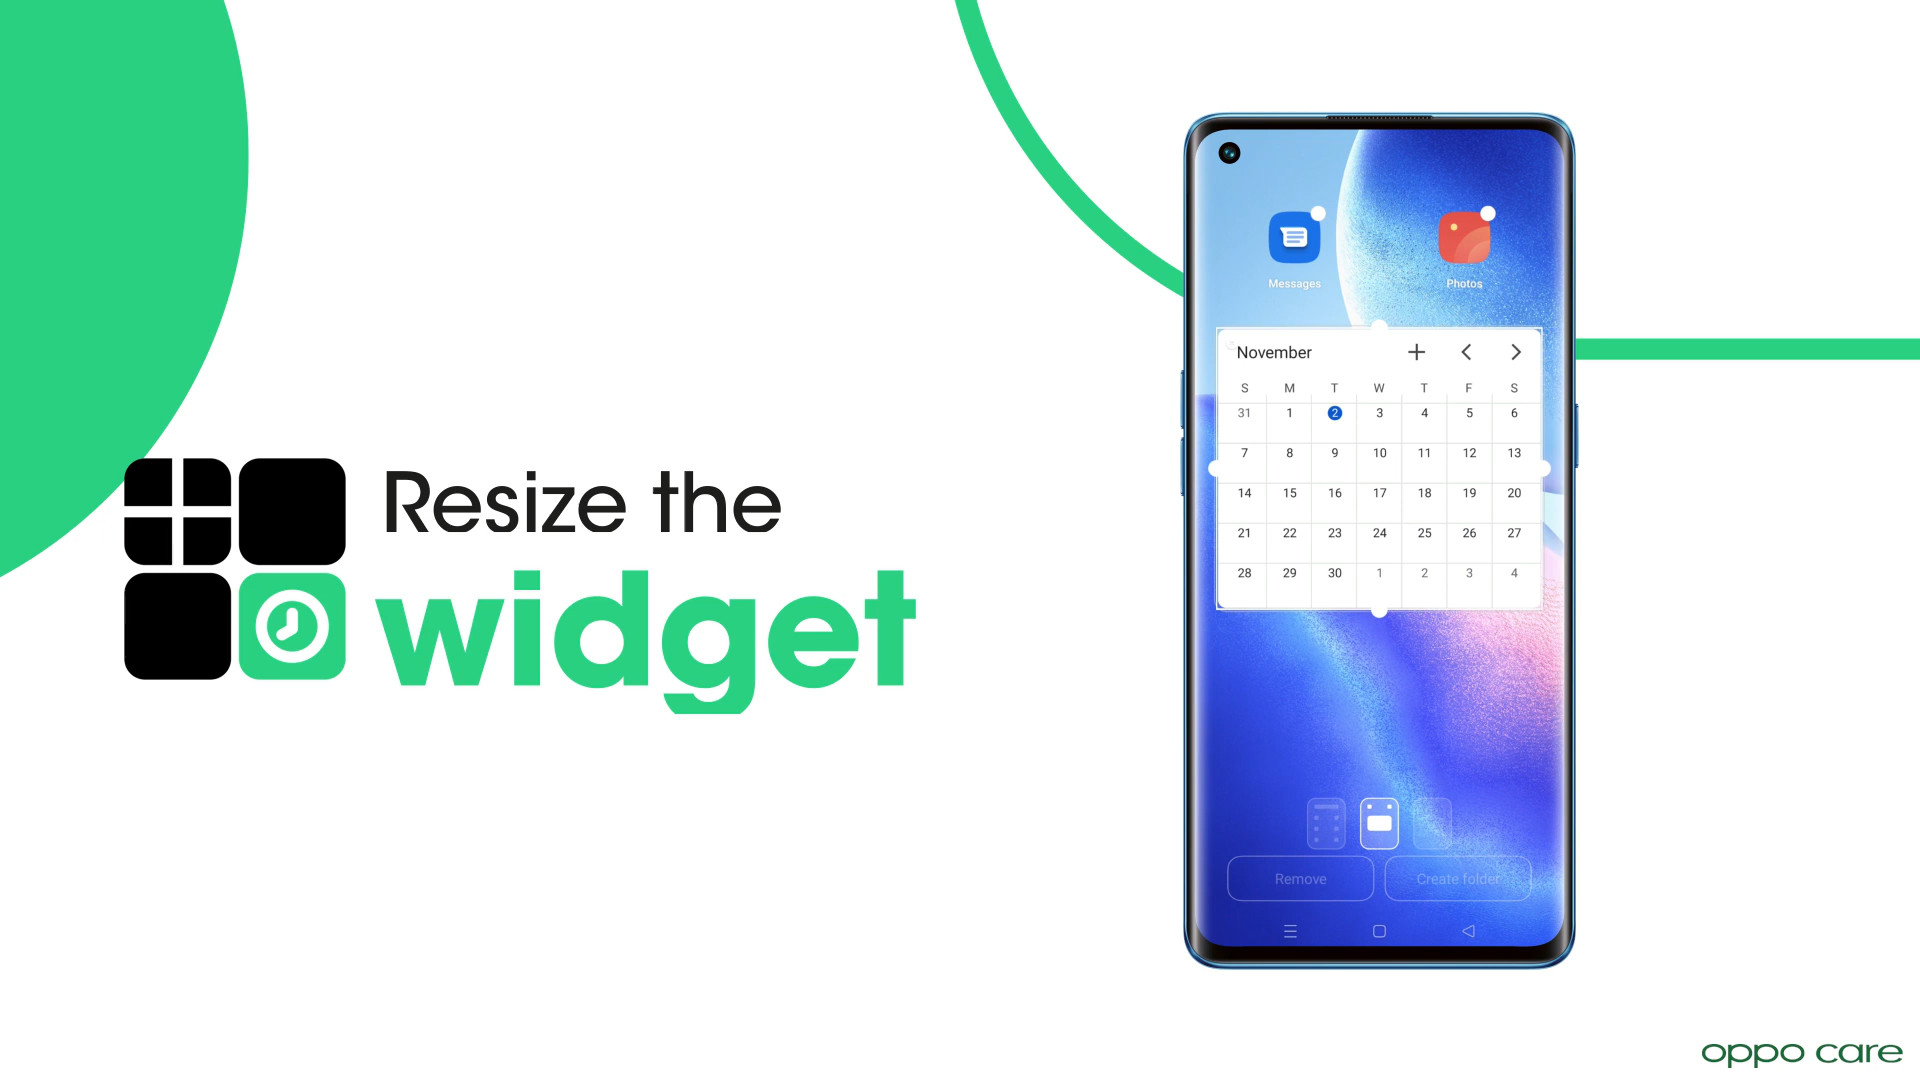 Resize the
widget
Messages Photos
November
S M T W T F S
31 1 2 3 4 5 6
7 8 9 10 11 12 13
14 15 16 17 18 19 20
21 22 23 24 25 26 27
28 29 30 1 2 3 4
Remove Create folder
oppo care